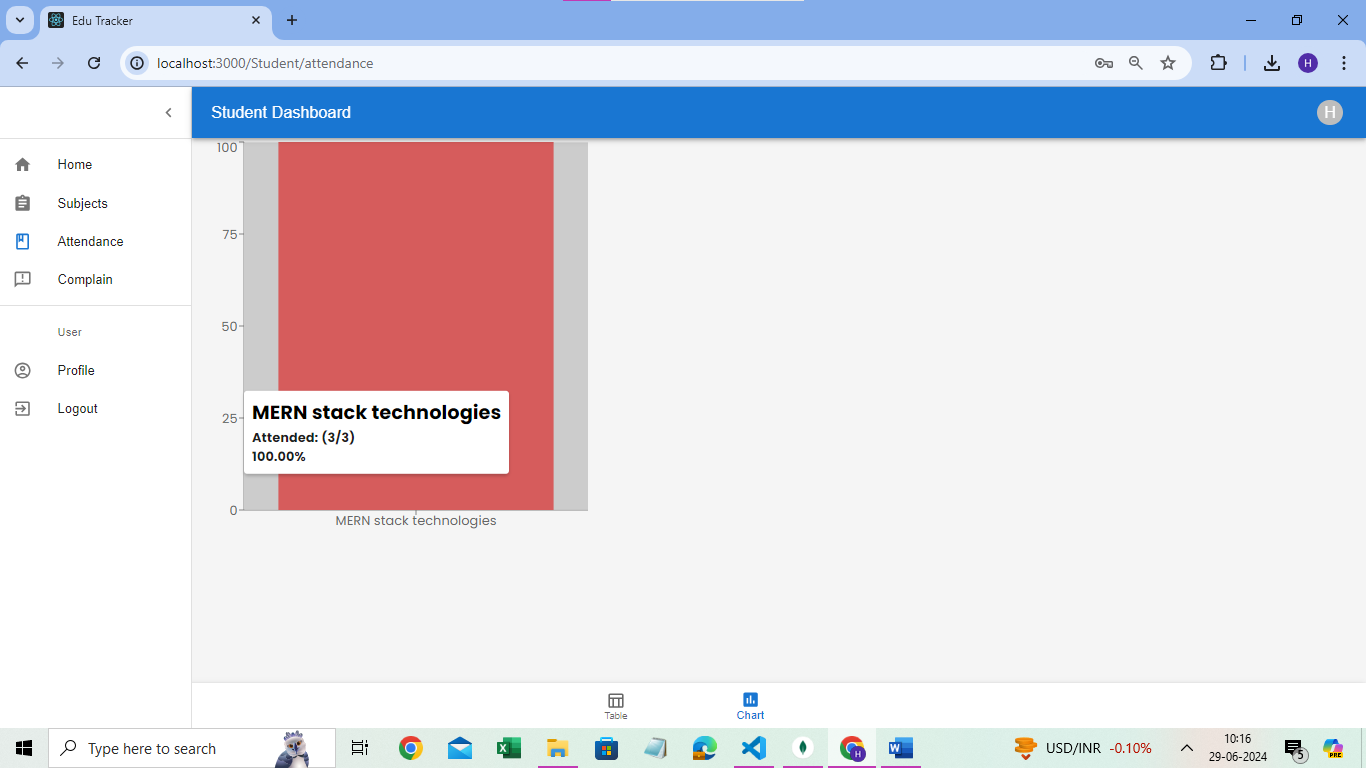 Edu Tracker
localhost:3000/Student/attendance
H
Student Dashboard
H
Home
Subjects
Attendance
Complain
User
Profile
Logout
100
75
50
25
0
MERN stack technologies
Attended: (3/3)
100.00%
MERN stack technologies
Table
Chart
Type here to search
H
USD/INR -0.10%
10:16
29-06-2024
5
PRE